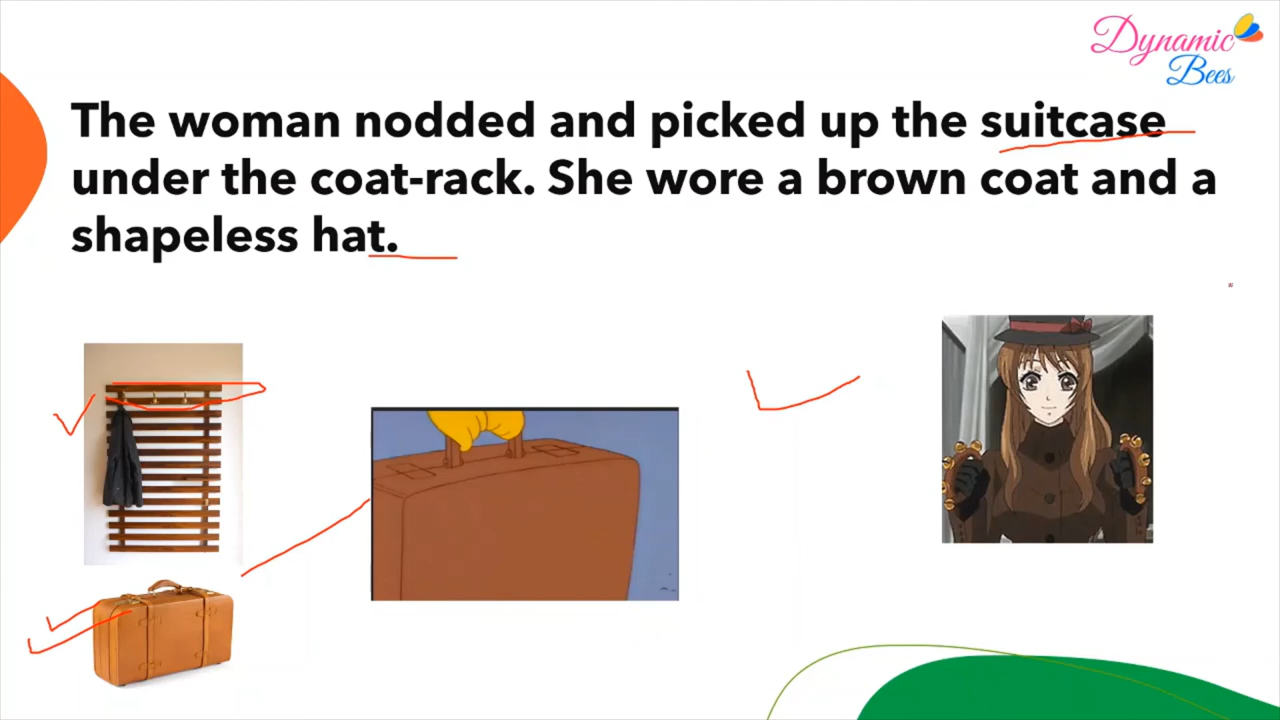 Dynamic
Bees
The woman nodded and picked up the suitcase
under the coat-rack. She wore a brown coat and a
shapeless hat.